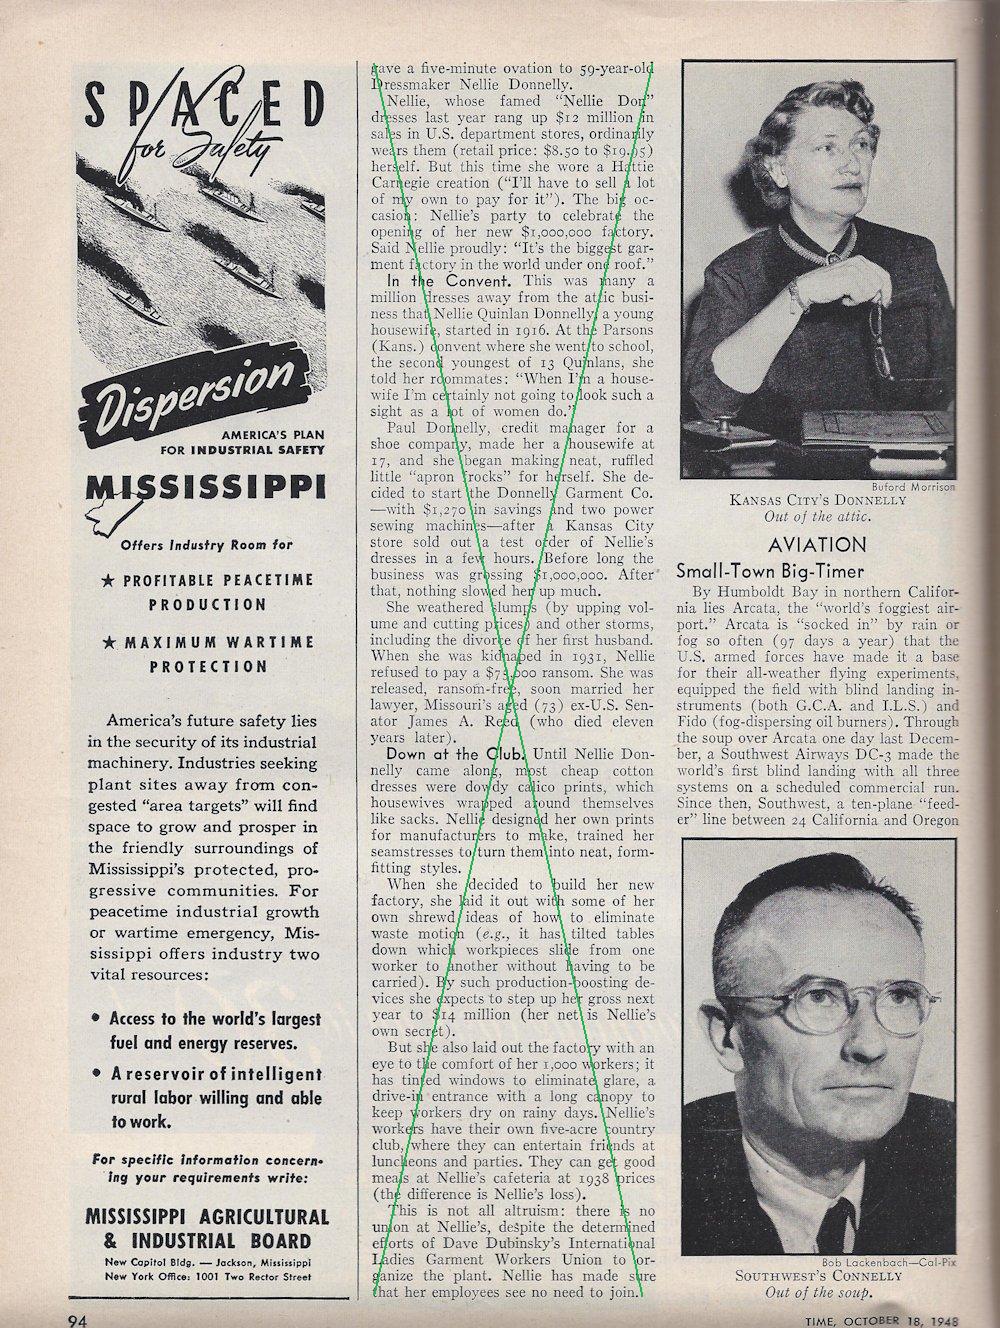 SPACED
for Safety
Dispersion
AMERICA'S PLAN
FOR INDUSTRIAL SAFETY
MISSISSIPPI
Offers Industry Room for
★ PROFITABLE PEACETIME
PRODUCTION
★ MAXIMUM WARTIME
PROTECTION
America's future safety lies
in the security of its industrial
machinery. Industries seeking
plant sites away from con-
gested "area targets" will find
space to grow and prosper in
the friendly surroundings of
Mississippi's protected, pro-
gressive communities. For
peacetime industrial growth
or wartime emergency, Mis-
sissippi offers industry two
vital resources:
• Access to the world's largest
fuel and energy reserves.
• A reservoir of intelligent
rural labor willing and able
to work.
For specific information concern-
ing your requirements write:
MISSISSIPPI AGRICULTURAL
& INDUSTRIAL BOARD
New Capitol Bldg. — Jackson, Mississippi
New York Office: 1001 Two Rector Street
94
gave a five-minute ovation to 59-year-old
Dressmaker Nellie Donnelly.
Nellie, whose famed "Nellie Don"
dresses last year rang up $12 million in
sales in U.S. department stores, ordinarily
wears them (retail price: $8.50 to $19.95)
herself. But this time she wore a Hattie
Carnegie creation ("I'll have to sell a lot
of my own to pay for it"). The big oc-
casion: Nellie's party to celebrate the
opening of her new $1,000,000 factory.
Said Nellie proudly: "It's the biggest gar-
ment factory in the world under one roof."
In the Convent. This was many a
million dresses away from the attic busi-
ness that Nellie Quinlan Donnelly, a young
housewife, started in 1916. At the Parsons
(Kans.) convent where she went to school,
the second youngest of 13 Quinlans, she
told her roommates: "When I'm a house-
wife I'm certainly not going to look such a
sight as a lot of women do."
Paul Donnelly, credit manager for a
shoe company, made her a housewife at
17, and she began making neat, ruffled
little "apron frocks" for herself. She de-
cided to start the Donnelly Garment Co.
—with $1,270 in savings and two power
sewing machines—after a Kansas City
store sold out a test order of Nellie's
dresses in a few hours. Before long the
business was grossing $1,000,000. After
that, nothing slowed her up much.
She weathered slumps (by upping vol-
ume and cutting prices) and other storms,
including the divorce of her first husband.
When she was kidnaped in 1931, Nellie
refused to pay a $75,000 ransom. She was
released, ransom-free, soon married her
lawyer, Missouri's aged (73) ex-U.S. Sen-
ator James A. Reed (who died eleven
years later).
Down at the Club. Until Nellie Don-
nelly came along, most cheap cotton
dresses were dowdy calico prints, which
housewives wrapped around themselves
like sacks. Nellie designed her own prints
for manufacturers to make, trained her
seamstresses to turn them into neat, form-
fitting styles.
When she decided to build her new
factory, she laid it out with some of her
own shrewd ideas of how to eliminate
waste motion (e.g., it has tilted tables
down which workpieces slide from one
worker to another without having to be
carried). By such production-boosting de-
vices she expects to step up her gross next
year to $14 million (her net is Nellie's
own secret).
But she also laid out the factory with an
eye to the comfort of her 1,000 workers; it
has tinted windows to eliminate glare, a
drive-in entrance with a long canopy to
keep workers dry on rainy days. Nellie's
workers have their own five-acre country
club, where they can entertain friends at
luncheons and parties. They can get good
meals at Nellie's cafeteria at 1938 prices
(the difference is Nellie's loss).
This is not all altruism: there is no
union at Nellie's, despite the determined
efforts of Dave Dubinsky's International
Ladies Garment Workers Union to or-
ganize the plant. Nellie has made sure
that her employees see no need to join.
Buford Morrison
KANSAS CITY'S DONNELLY
Out of the attic.
AVIATION
Small-Town Big-Timer
By Humboldt Bay in northern Califor-
nia lies Arcata, the "world's foggiest air-
port." Arcata is "socked in" by rain or
fog so often (97 days a year) that the
U.S. armed forces have made it a base
for their all-weather flying experiments,
equipped the field with blind landing in-
struments (both G.C.A. and I.L.S.) and
Fido (fog-dispersing oil burners). Through
the soup over Arcata one day last Decem-
ber, a Southwest Airways DC-3 made the
world's first blind landing with all three
systems on a scheduled commercial run.
Since then, Southwest, a ten-plane "feed-
er" line between 24 California and Oregon
Bob Lackenbach—Cal-Pix
SOUTHWEST'S CONNELLY
Out of the soup.
TIME, OCTOBER 18, 1948